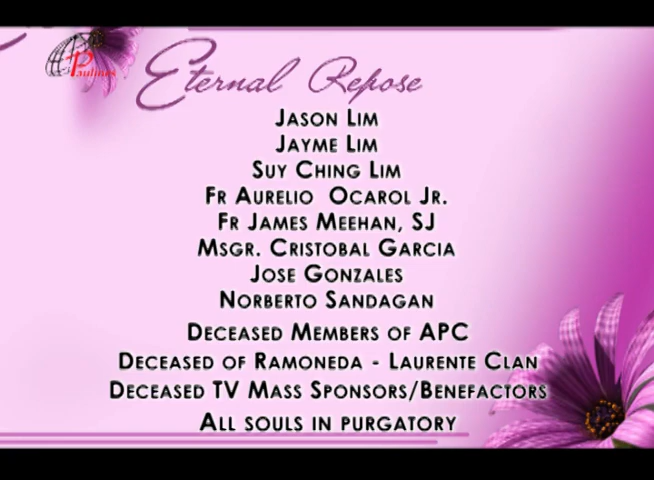 Paulines
Eternal Repose
Jason Lim
Jayme Lim
Suy Ching Lim
Fr Aurelio Ocarol Jr.
Fr James Meehan, SJ
Msgr. Cristobal Garcia
Jose Gonzales
Norberto Sandagan
Deceased Members of APC
Deceased of Ramoneda - Laurente Clan
Deceased TV Mass Sponsors/Benefactors
All souls in purgatory